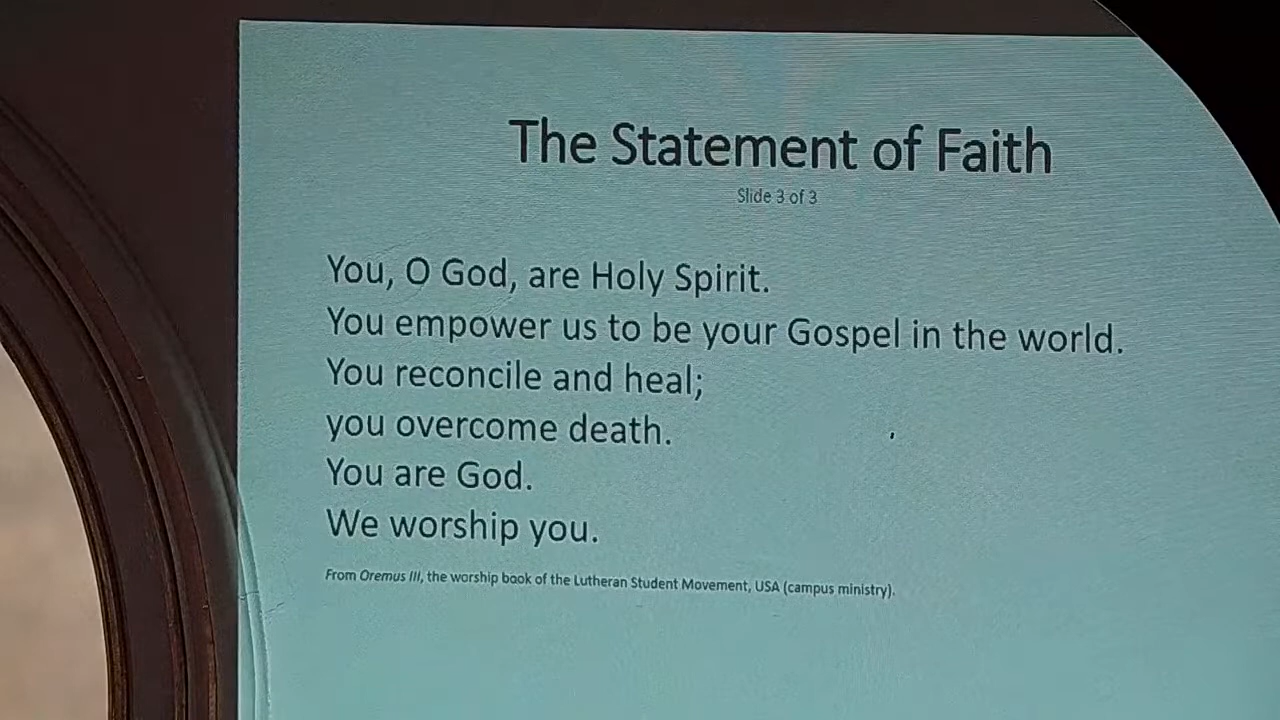 The Statement of Faith
Slide 3 of 3
You, O God, are Holy Spirit.
You empower us to be your Gospel in the world.
You reconcile and heal;
you overcome death.
You are God.
We worship you.
From Oremus III, the worship book of the Lutheran Student Movement, USA (campus ministry).